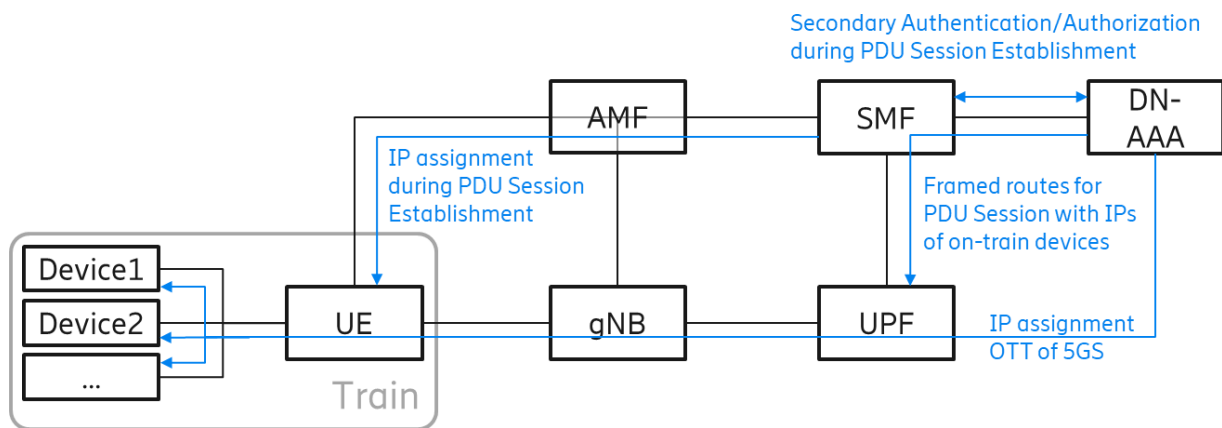 Secondary Authentication/Authorization
during PDU Session Establishment
AMF
SMF
DN-
AAA
IP assignment
during PDU Session
Establishment
Framed routes for
PDU Session with IPs
of on-train devices
Device1
Device2
...
UE
gNB
UPF
IP assignment
OTT of 5GS
Train